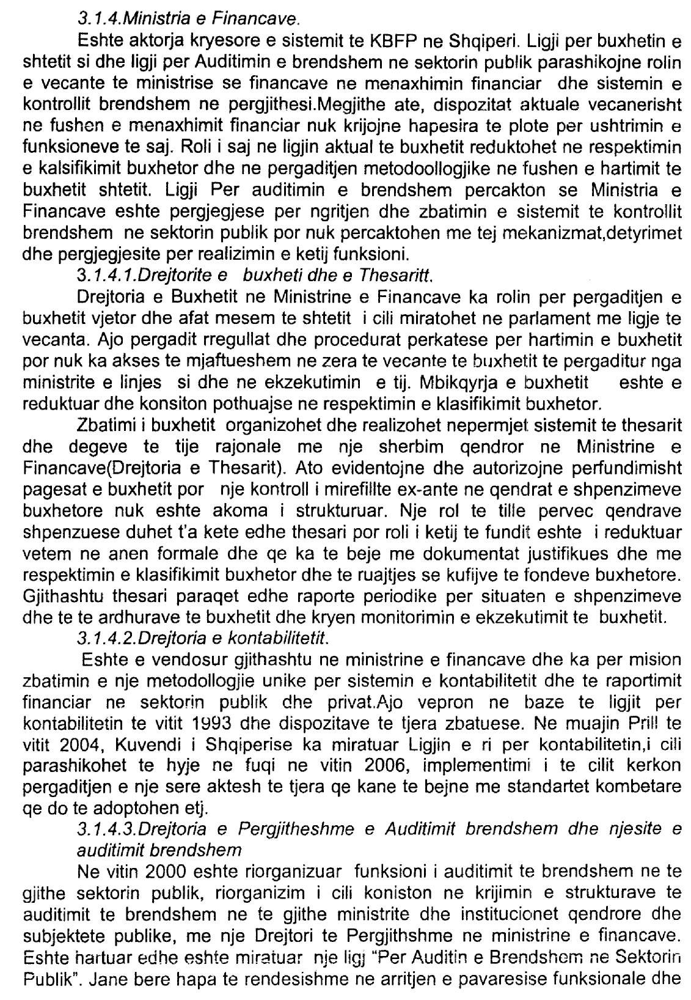 3.1.4.Ministria e Financave.
Eshte aktorja kryesore e sistemit te KBFP ne Shqiperi. Ligji per buxhetin e
shtetit si dhe ligji per Auditimin e brendshem ne sektorin publik parashikojne rolin
e vecante te ministrise se financave ne menaxhimin financiar dhe sistemin e
kontrollit brendshem ne pergjithesi.Megjithe ate, dispozitat aktuale vecanerisht
ne fushen e menaxhimit financiar nuk krijojne hapesira te plote per ushtrimin e
funksioneve te saj. Roli i saj ne ligjin aktual te buxhetit reduktohet ne respektimin
e kalsifikimit buxhetor dhe ne pergaditjen metodoollogjike ne fushen e hartimit te
buxhetit shtetit. Ligji Per auditimin e brendshem percakton se Ministria e
Financave eshte pergjegjese per ngritjen dhe zbatimin e sistemit te kontrollit
brendshem ne sektorin publik por nuk percaktohen me tej mekanizmat,detyrimet
dhe pergjegjesite per realizimin e ketij funksioni.
3.1.4.1.Drejtorite e buxheti dhe e Thesaritt.
Drejtoria e Buxhetit ne Ministrine e Financave ka rolin per pergaditjen e
buxhetit vjetor dhe afat mesem te shtetit i cili miratohet ne parlament me ligje te
vecanta. Ajo pergadit rregullat dhe procedurat perkatese per hartimin e buxhetit
por nuk ka akses te mjaftueshem ne zera te vecante te buxhetit te pergaditur nga
ministrite e linjes si dhe ne ekzekutimin e tij. Mbikqyrja e buxhetit eshte e
reduktuar dhe konsiton pothuajse ne respektimin e klasifikimit buxhetor.
Zbatimi i buxhetit organizohet dhe realizohet nepermjet sistemit te thesarit
dhe degeve te tije rajonale me nje sherbim qendror ne Ministrine e
Financave(Drejtoria e Thesarit). Ato evidentojne dhe autorizojne perfundimisht
pagesat e buxhetit por nje kontroll i mirefillte ex-ante ne qendrat e shpenzimeve
buxhetore nuk eshte akoma i strukturuar. Nje rol te tille pervec qendrave
shpenzuese duhet t'a kete edhe thesari por roli i ketij te fundit eshte i reduktuar
vetem ne anen formale dhe qe ka te beje me dokumentat justifikues dhe me
respektimin e klasifikimit buxhetor dhe te ruajtjes se kufijve te fondeve buxhetore.
Gjithashtu thesari paraqet edhe raporte periodike per situaten e shpenzimeve
dhe te te ardhurave te buxhetit dhe kryen monitorimin e ekzekutimit te buxhetit.
3.1.4.2.Drejtoria e kontabilitetit.
Eshte e vendosur gjithashtu ne ministrine e financave dhe ka per mision
zbatimin e nje metodollogjie unike per sistemin e kontabilitetit dhe te raportimit
financiar ne sektorin publik dhe privat.Ajo vepron ne baze te ligjit per
kontabilitetin te vitit 1993 dhe dispozitave te tjera zbatuese. Ne muajin Prill te
vitit 2004, Kuvendi i Shqiperise ka miratuar Ligjin e ri per kontabilitetin,i cili
parashikohet te hyje ne fuqi ne vitin 2006, implementimi i te cilit kerkon
pergaditjen e nje sere aktesh te tjera qe kane te bejne me standartet kombetare
qe do te adoptohen etj.
3.1.4.3.Drejtoria e Pergjitheshme e Auditimit brendshem dhe njesite e
auditimit brendshem
Ne vitin 2000 eshte riorganizuar funksioni i auditimit te brendshem ne te
gjithe sektorin publik, riorganizim i cili koniston ne krijimin e strukturave te
auditimit te brendshem ne te gjithe ministrite dhe institucionet qendrore dhe
subjektete publike, me nje Drejtori te Pergjithshme ne ministrine e financave.
Eshte hartuar edhe eshte miratuar nje ligj "Per Auditin e Brendshem ne Sektorin
Publik". Jane bere hapa te rendesishme ne arritjen e pavaresise funksionale dhe